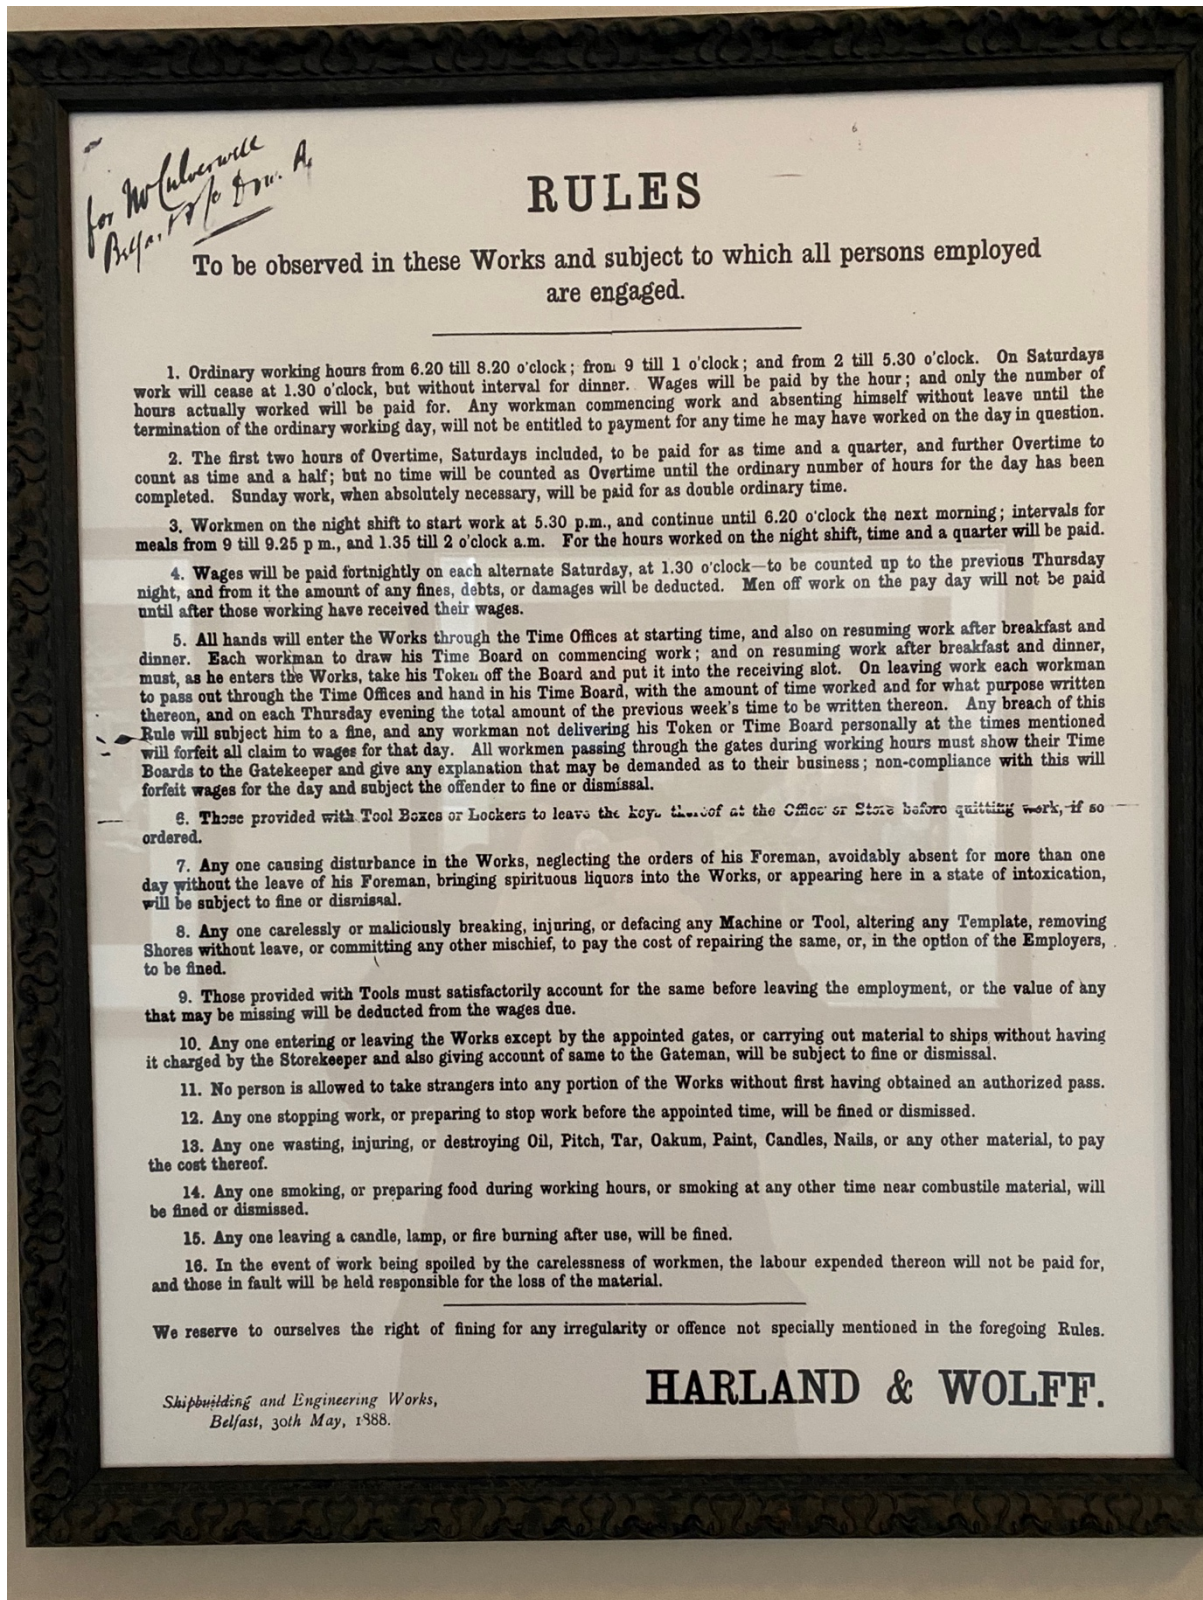 for Mr Culverwell
RULES
To be observed in these Works and subject to which all persons employed
are engaged.
1. Ordinary working hours from 6.20 till 8.20 o'clock; from 9 till 1 o'clock; and from 2 till 5.30 o'clock. On Saturdays
work will cease at 1.30 o'clock, but without interval for dinner. Wages will be paid by the hour; and only the number of
hours actually worked will be paid for. Any workman commencing work and absenting himself without leave until the
termination of the ordinary working day, will not be entitled to payment for any time he may have worked on the day in question.
2. The first two hours of Overtime, Saturdays included, to be paid for as time and a quarter, and further Overtime to
count as time and a half; but no time will be counted as Overtime until the ordinary number of hours for the day has been
completed. Sunday work, when absolutely necessary, will be paid for as double ordinary time.
3. Workmen on the night shift to start work at 5.30 p.m., and continue until 6.20 o'clock the next morning; intervals for
meals from 9 till 9.25 p m., and 1.35 till 2 o'clock a.m. For the hours worked on the night shift, time and a quarter will be paid.
4. Wages will be paid fortnightly on each alternate Saturday, at 1.30 o'clock—to be counted up to the previous Thursday
night, and from it the amount of any fines, debts, or damages will be deducted. Men off work on the pay day will not be paid
until after those working have received their wages.
5. All hands will enter the Works through the Time Offices at starting time, and also on resuming work after breakfast and
dinner. Each workman to draw his Time Board on commencing work; and on resuming work after breakfast and dinner,
must, as he enters the Works, take his Token off the Board and put it into the receiving slot. On leaving work each workman
to pass out through the Time Offices and hand in his Time Board, with the amount of time worked and for what purpose written
thereon, and on each Thursday evening the total amount of the previous week's time to be written thereon. Any breach of this
Rule will subject him to a fine, and any workman not delivering his Token or Time Board personally at the times mentioned
will forfeit all claim to wages for that day. All workmen passing through the gates during working hours must show their Time
Boards to the Gatekeeper and give any explanation that may be demanded as to their business; non-compliance with this will
forfeit wages for the day and subject the offender to fine or dismissal.
6. Those provided with Tool Boxes or Lockers to leave the keys thereof at the Office or Store before quitting work, if so
ordered.
7. Any one causing disturbance in the Works, neglecting the orders of his Foreman, avoidably absent for more than one
day without the leave of his Foreman, bringing spirituous liquors into the Works, or appearing here in a state of intoxication,
will be subject to fine or dismissal.
8. Any one carelessly or maliciously breaking, injuring, or defacing any Machine or Tool, altering any Template, removing
Shores without leave, or committing any other mischief, to pay the cost of repairing the same, or, in the option of the Employers,
to be fined.
9. Those provided with Tools must satisfactorily account for the same before leaving the employment, or the value of any
that may be missing will be deducted from the wages due.
10. Any one entering or leaving the Works except by the appointed gates, or carrying out material to ships without having
it charged by the Storekeeper and also giving account of same to the Gateman, will be subject to fine or dismissal.
11. No person is allowed to take strangers into any portion of the Works without first having obtained an authorized pass.
12. Any one stopping work, or preparing to stop work before the appointed time, will be fined or dismissed.
13. Any one wasting, injuring, or destroying Oil, Pitch, Tar, Oakum, Paint, Candles, Nails, or any other material, to pay
the cost thereof.
14. Any one smoking, or preparing food during working hours, or smoking at any other time near combustile material, will
be fined or dismissed.
15. Any one leaving a candle, lamp, or fire burning after use, will be fined.
16. In the event of work being spoiled by the carelessness of workmen, the labour expended thereon will not be paid for,
and those in fault will be held responsible for the loss of the material.
We reserve to ourselves the right of fining for any irregularity or offence not specially mentioned in the foregoing Rules.
HARLAND & WOLFF.
Shipbuilding and Engineering Works,
Belfast, 30th May, 1888.